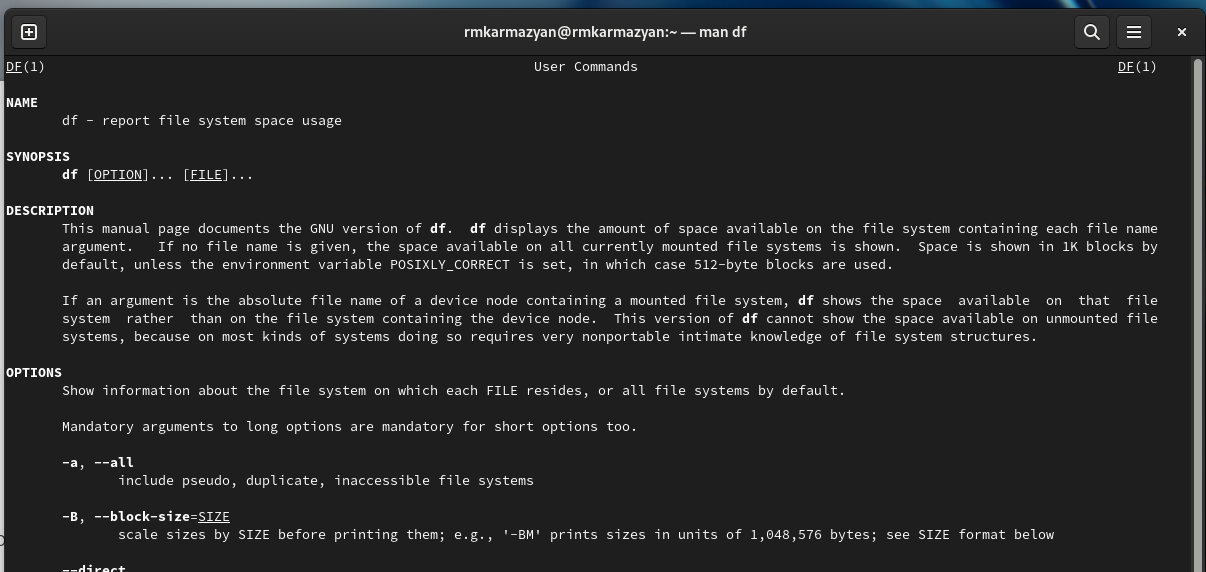 rmkarmazyan@rmkarmazyan:~ — man df
DF(1) User Commands DF(1)
NAME
df - report file system space usage
SYNOPSIS
df [OPTION]... [FILE]...
DESCRIPTION
This manual page documents the GNU version of df.  df displays the amount of space available on the file system containing each file name
argument.   If no file name is given, the space available on all currently mounted file systems is shown.  Space is shown in 1K blocks by
default, unless the environment variable POSIXLY_CORRECT is set, in which case 512-byte blocks are used.
If an argument is the absolute file name of a device node containing a mounted file system, df shows the space  available  on  that  file
system  rather  than on the file system containing the device node.  This version of df cannot show the space available on unmounted file
systems, because on most kinds of systems doing so requires very nonportable intimate knowledge of file system structures.
OPTIONS
Show information about the file system on which each FILE resides, or all file systems by default.
Mandatory arguments to long options are mandatory for short options too.
-a, --all
include pseudo, duplicate, inaccessible file systems
-B, --block-size=SIZE
scale sizes by SIZE before printing them; e.g., '-BM' prints sizes in units of 1,048,576 bytes; see SIZE format below
--direct